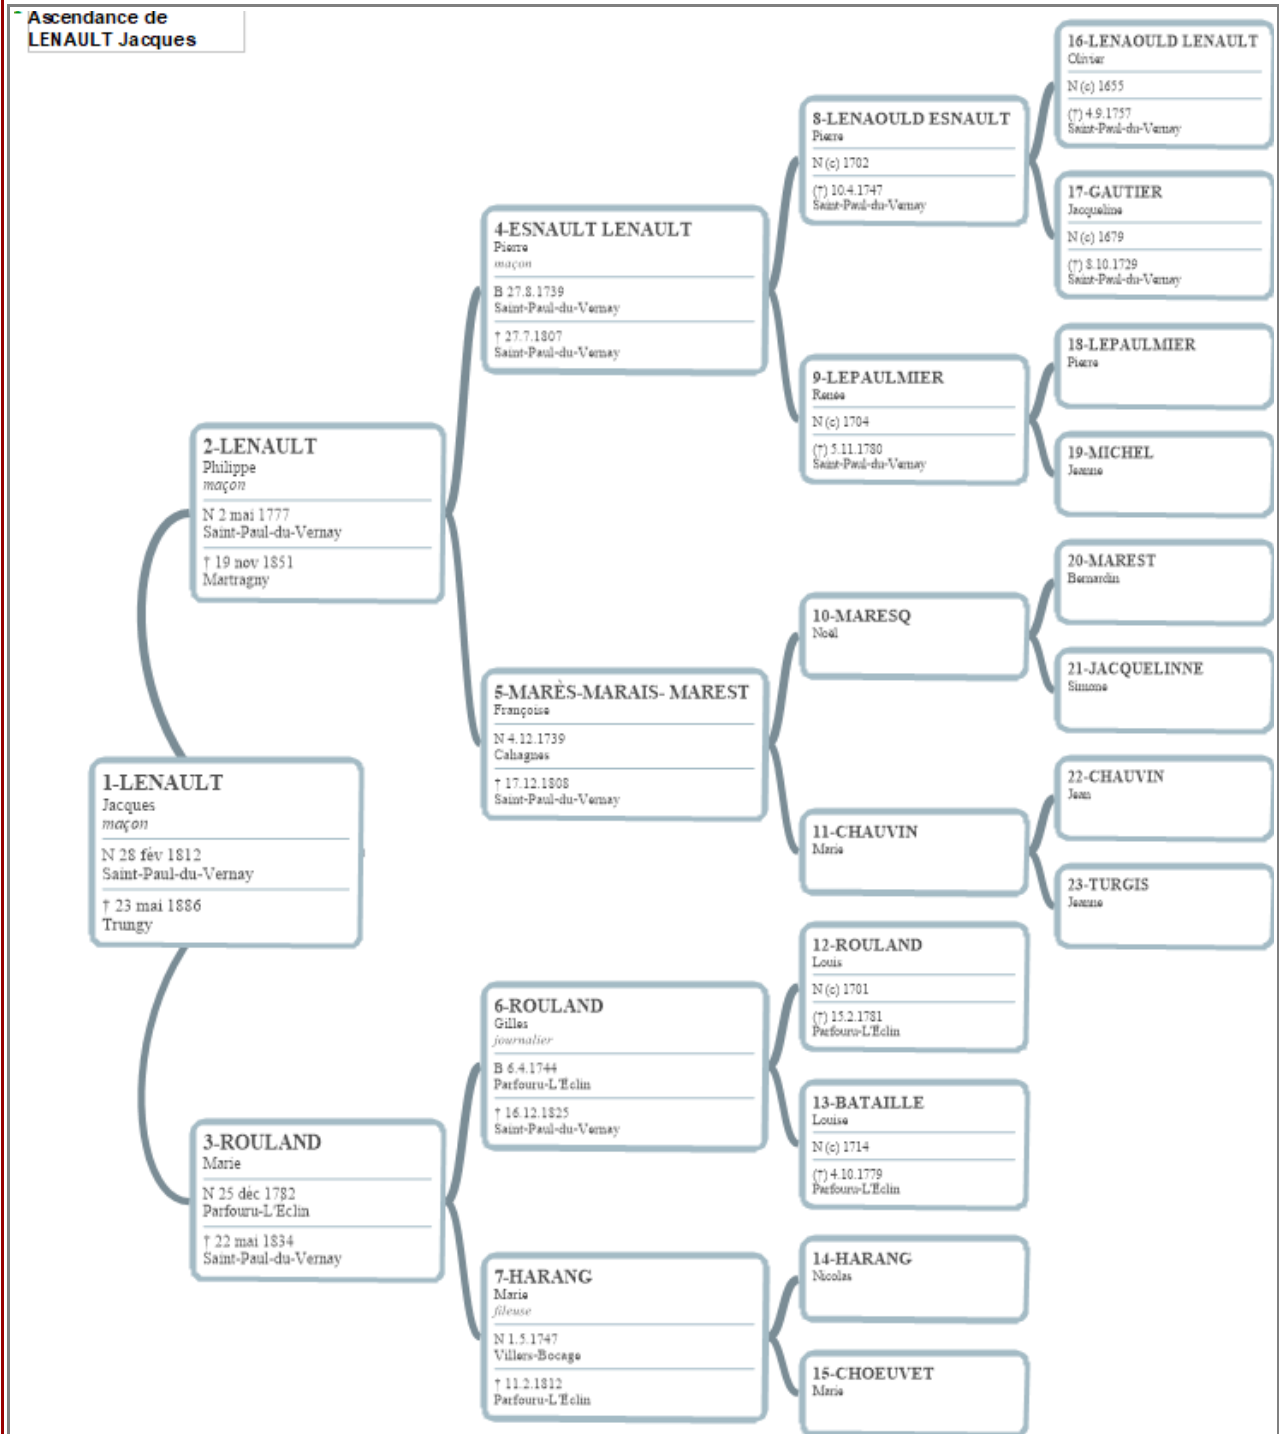 Ascendance de
LENAULT Jacques
1-LENAULT
Jacques
maçon
N 28 fév 1812
Saint-Paul-du-Vernay
† 23 mai 1886
Trungy
2-LENAULT
Philippe
maçon
N 2 mai 1777
Saint-Paul-du-Vernay
† 19 nov 1851
Martragny
3-ROULAND
Marie
N 25 déc 1782
Parfouru-L'Éclin
† 22 mai 1834
Saint-Paul-du-Vernay
4-ESNAULT LENAULT
Pierre
maçon
B 27.8.1739
Saint-Paul-du-Vernay
† 27.7.1807
Saint-Paul-du-Vernay
5-MARÈS-MARAIS- MAREST
Françoise
N 4.12.1739
Cahagnes
† 17.12.1808
Saint-Paul-du-Vernay
6-ROULAND
Gilles
journalier
B 6.4.1744
Parfouru-L'Éclin
† 16.12.1825
Saint-Paul-du-Vernay
7-HARANG
Marie
fileuse
N 1.5.1747
Villers-Bocage
† 11.2.1812
Parfouru-L'Éclin
8-LENAOULD ESNAULT
Pierre
N (c) 1702
(†) 10.4.1747
Saint-Paul-du-Vernay
9-LEPAULMIER
Renée
N (c) 1704
(†) 5.11.1780
Saint-Paul-du-Vernay
10-MARESQ
Noël
11-CHAUVIN
Marie
12-ROULAND
Louis
N (c) 1701
(†) 15.2.1781
Parfouru-L'Éclin
13-BATAILLE
Louise
N (c) 1714
(†) 4.10.1779
Parfouru-L'Éclin
14-HARANG
Nicolas
15-CHOEUVET
Marie
16-LENAOULD LENAULT
Olivier
N (c) 1655
(†) 4.9.1757
Saint-Paul-du-Vernay
17-GAUTIER
Jacqueline
N (c) 1679
(†) 8.10.1729
Saint-Paul-du-Vernay
18-LEPAULMIER
Pierre
19-MICHEL
Jeanne
20-MAREST
Bernardin
21-JACQUELINNE
Simone
22-CHAUVIN
Jean
23-TURGIS
Jeanne